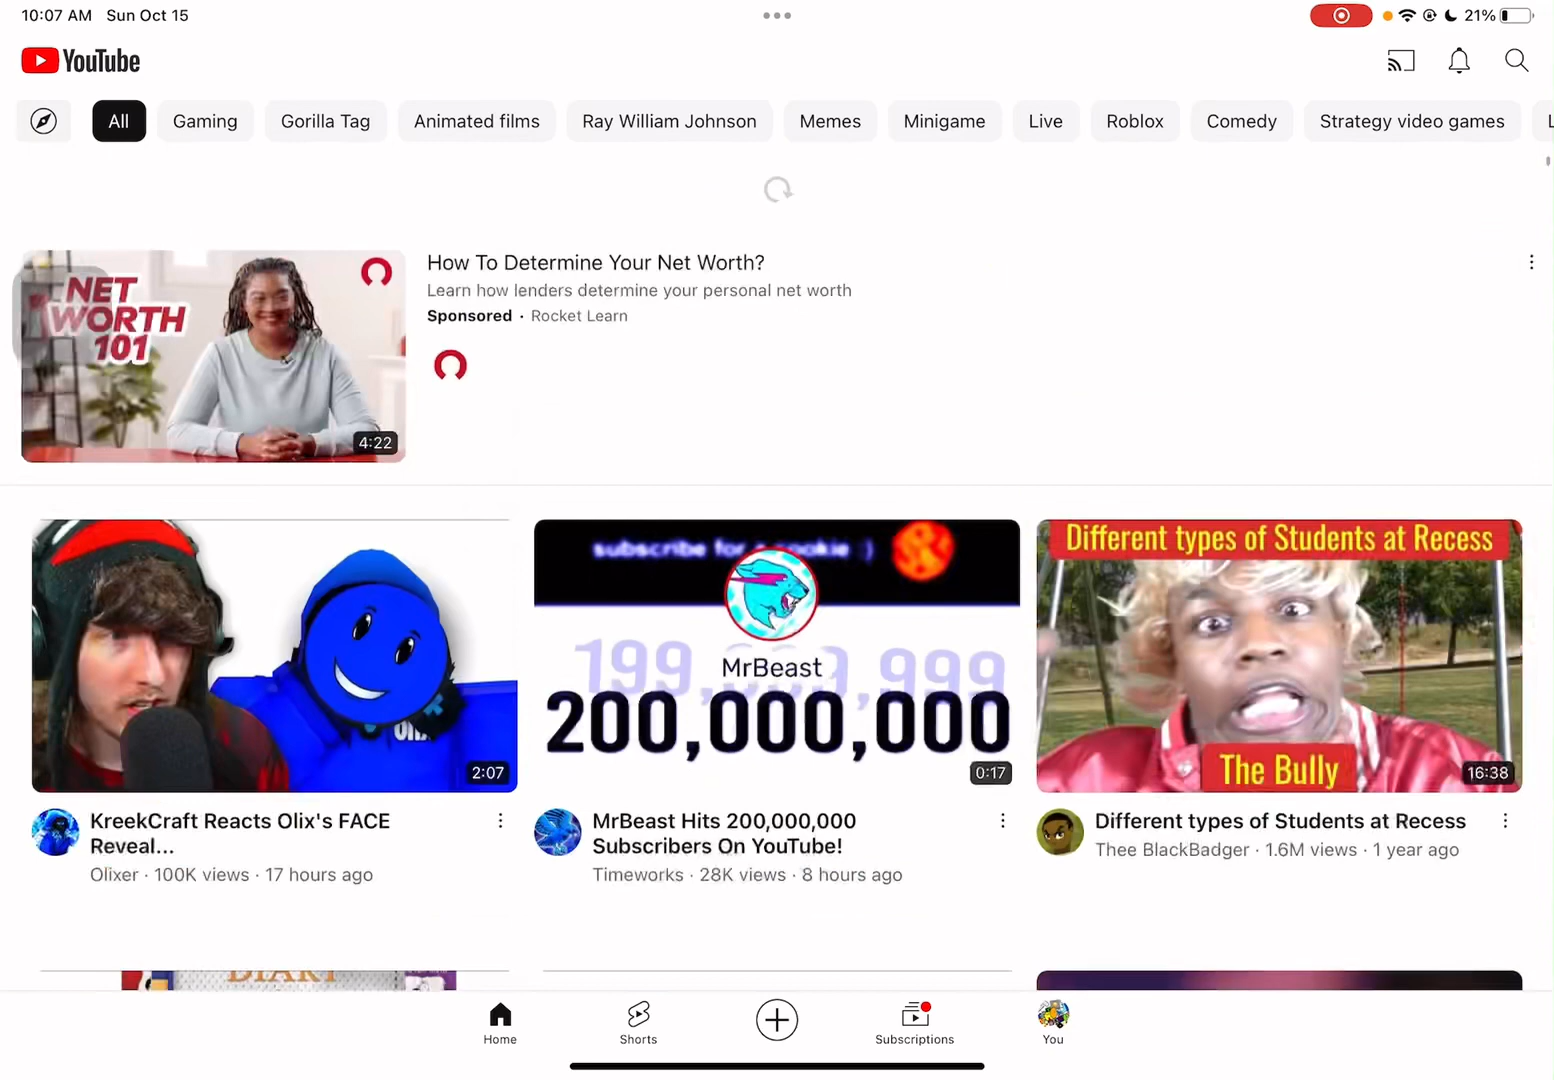 10:07 AM Sun Oct 15
21%
YouTube
All
Gaming
Gorilla Tag
Animated films
Ray William Johnson
Memes
Minigame
Live
Roblox
Comedy
Strategy video games
L
NET
WORTH
101
4:22
How To Determine Your Net Worth?
Learn how lenders determine your personal net worth
Sponsored · Rocket Learn
2:07
KreekCraft Reacts Olix's FACE
Reveal...
Olixer · 100K views · 17 hours ago
subscribe for a cookie :)
MrBeast
200,000,000
0:17
MrBeast Hits 200,000,000
Subscribers On YouTube!
Timeworks · 28K views · 8 hours ago
Different types of Students at Recess
The Bully
16:38
Different types of Students at Recess
Thee BlackBadger · 1.6M views · 1 year ago
DIARY
Home
Shorts
Subscriptions
You